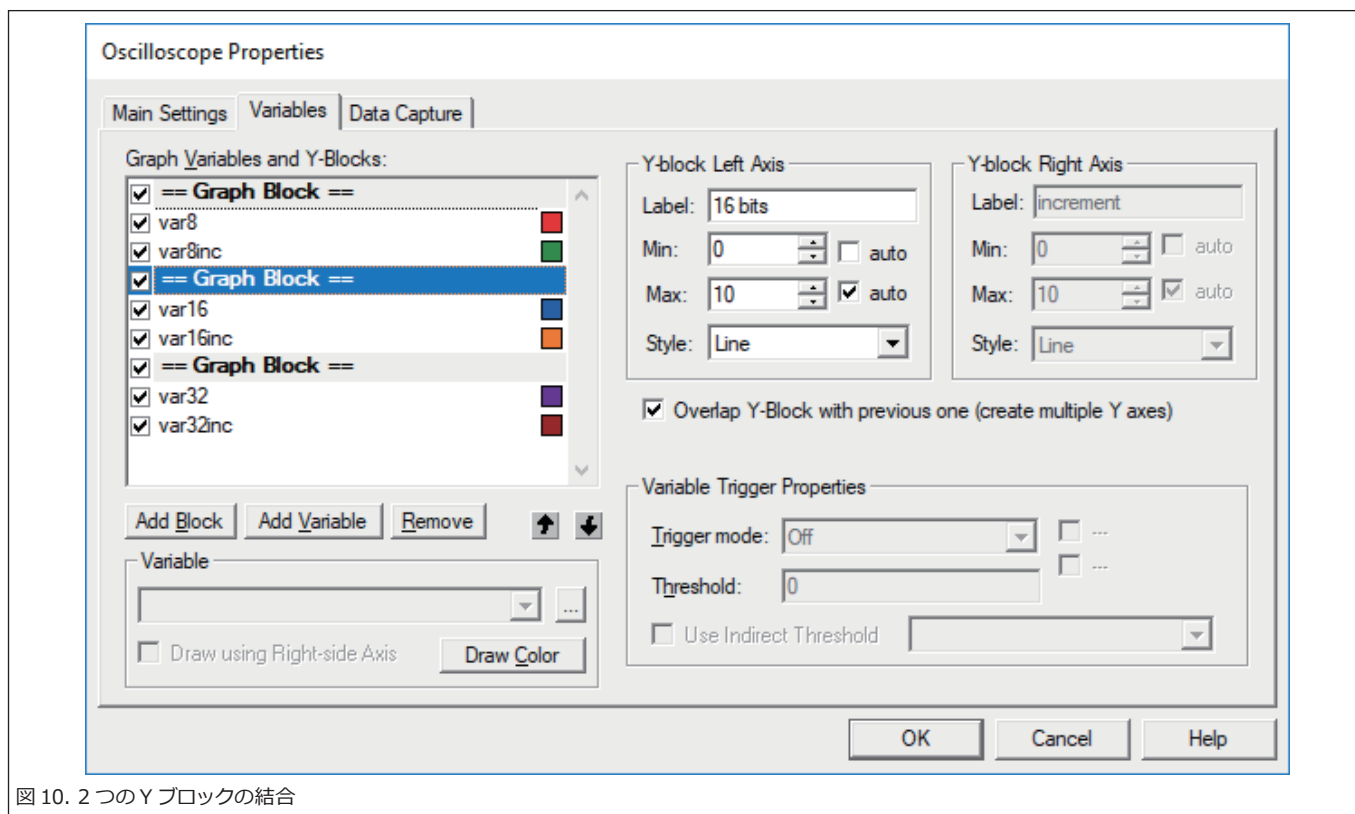 Oscilloscope Properties
Main Settings Variables Data Capture
Graph Variables and Y-Blocks:
== Graph Block ==
var8
var8inc
== Graph Block ==
var16
var16inc
== Graph Block ==
var32
var32inc
Add Block Add Variable Remove
Variable
...
Draw using Right-side Axis Draw Color
Y-block Left Axis
Label: 16 bits
Min: 0 auto
Max: 10 auto
Style: Line
Y-block Right Axis
Label: increment
Min: 0 auto
Max: 10 auto
Style: Line
Overlap Y-Block with previous one (create multiple Y axes)
Variable Trigger Properties
Trigger mode: Off ---
---
Threshold: 0
Use Indirect Threshold
OK Cancel Help
図 10. 2 つの Y ブロックの結合